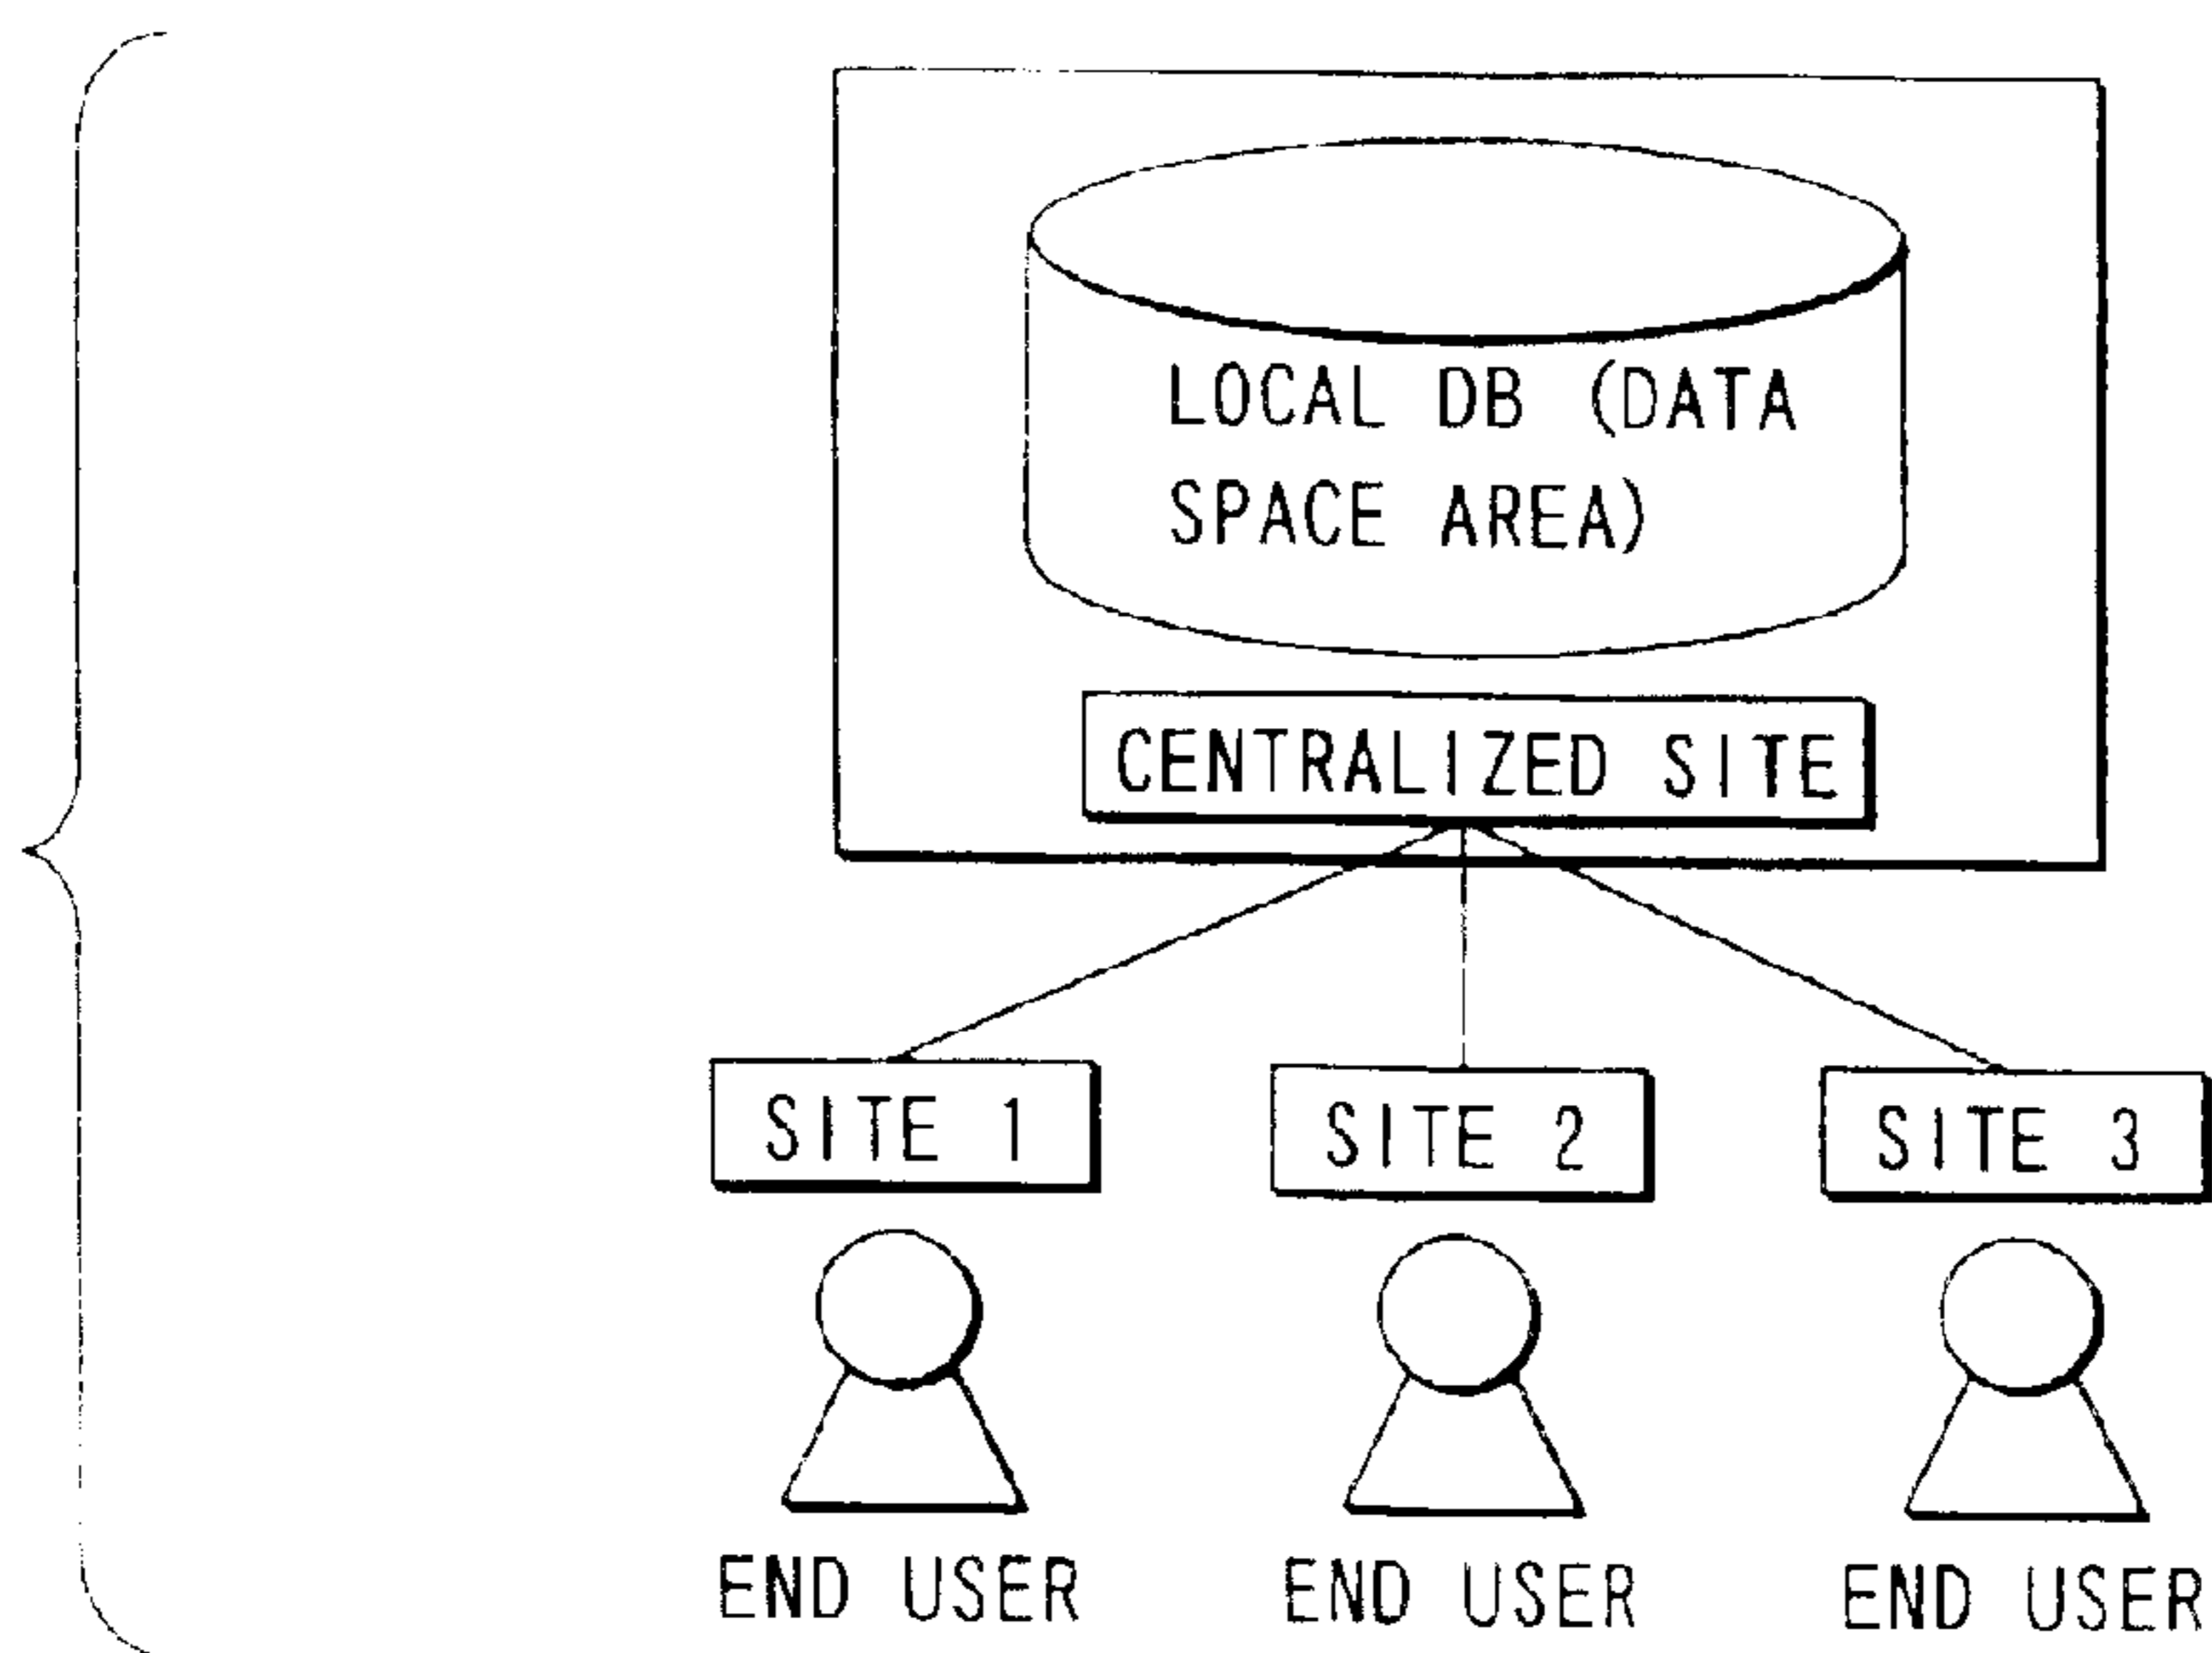 LOCAL DB (DATA
SPACE AREA)
CENTRALIZED SITE
SITE 1
SITE 2
SITE 3
END USER
END USER
END USER